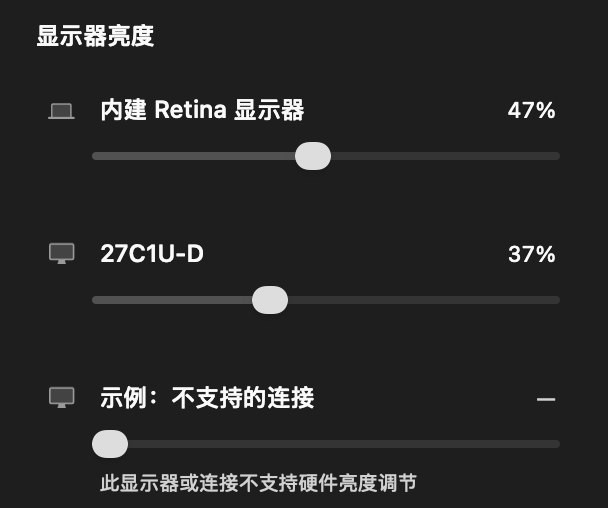 显示器亮度
内建 Retina 显示器 47%
27C1U-D 37%
示例：不支持的连接 —
此显示器或连接不支持硬件亮度调节